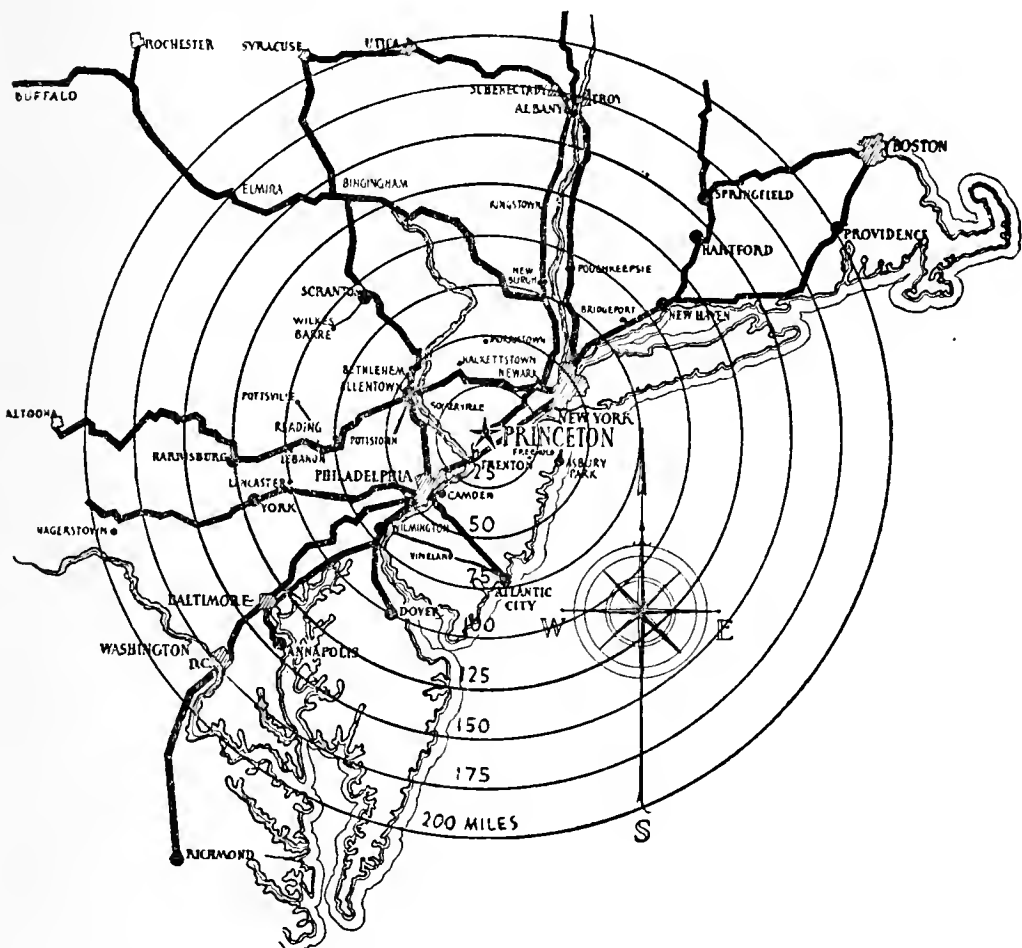 ROCHESTER
SYRACUSE
UTICA
BUFFALO
SCHENECTADY
TROY
ALBANY
BOSTON
ELMIRA
BINGINGHAM
SPRINGFIELD
KINGSTOWN
HARTFORD
PROVIDENCE
POUGHKEEPSIE
NEW
BURGH
SCRANTON
BRIDGEPORT
NEW HAVEN
WILKES
BARRE
HACKETTSTOWN
NEWARK
BETHLEHEM
ALLENTOWN
POTTSVILLE
SOMERVILLE
ALTOONA
NEW YORK
READING
POTTSTOWN
PRINCETON
FREEHOLD
LEBANON
HARRISBURG
TRENTON
ASBURY
PARK
25
PHILADELPHIA
LANCASTER
CAMDEN
YORK
50
HAGERSTOWN
WILMINGTON
VINELAND
75
ATLANTIC
CITY
BALTIMORE
DOVER
100
W
E
WASHINGTON
D.C.
ANNAPOLIS
125
150
175
200 MILES
S
RICHMOND